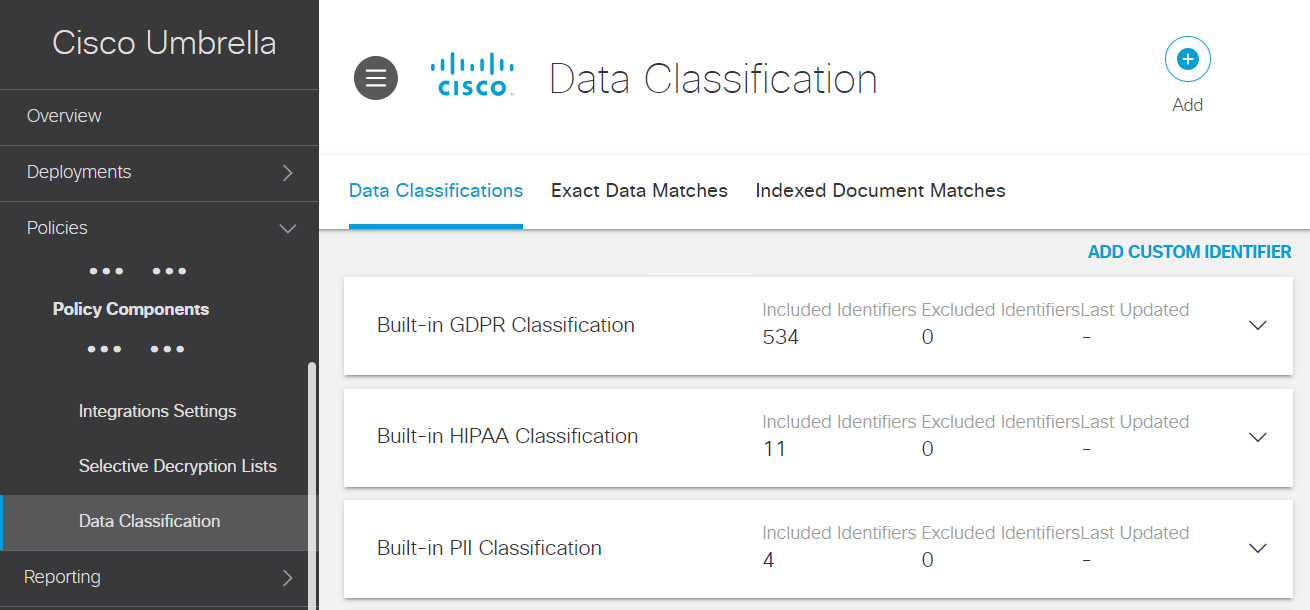 Cisco Umbrella
Overview
Deployments
Policies
••• •••
Policy Components
••• •••
Integrations Settings
Selective Decryption Lists
Data Classification
Reporting
CISCO
Data Classification
Add
Data Classifications Exact Data Matches Indexed Document Matches
ADD CUSTOM IDENTIFIER
Built-in GDPR Classification
Included Identifiers Excluded Identifiers Last Updated
534 0 -
Built-in HIPAA Classification
Included Identifiers Excluded Identifiers Last Updated
11 0 -
Built-in PII Classification
Included Identifiers Excluded Identifiers Last Updated
4 0 -